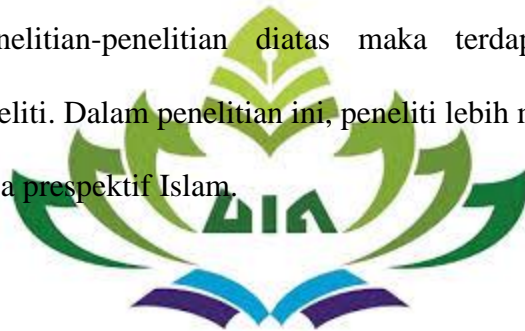 nelitian-penelitian diatas maka terdap
eliti. Dalam penelitian ini, peneliti lebih
a prespektif Islam.